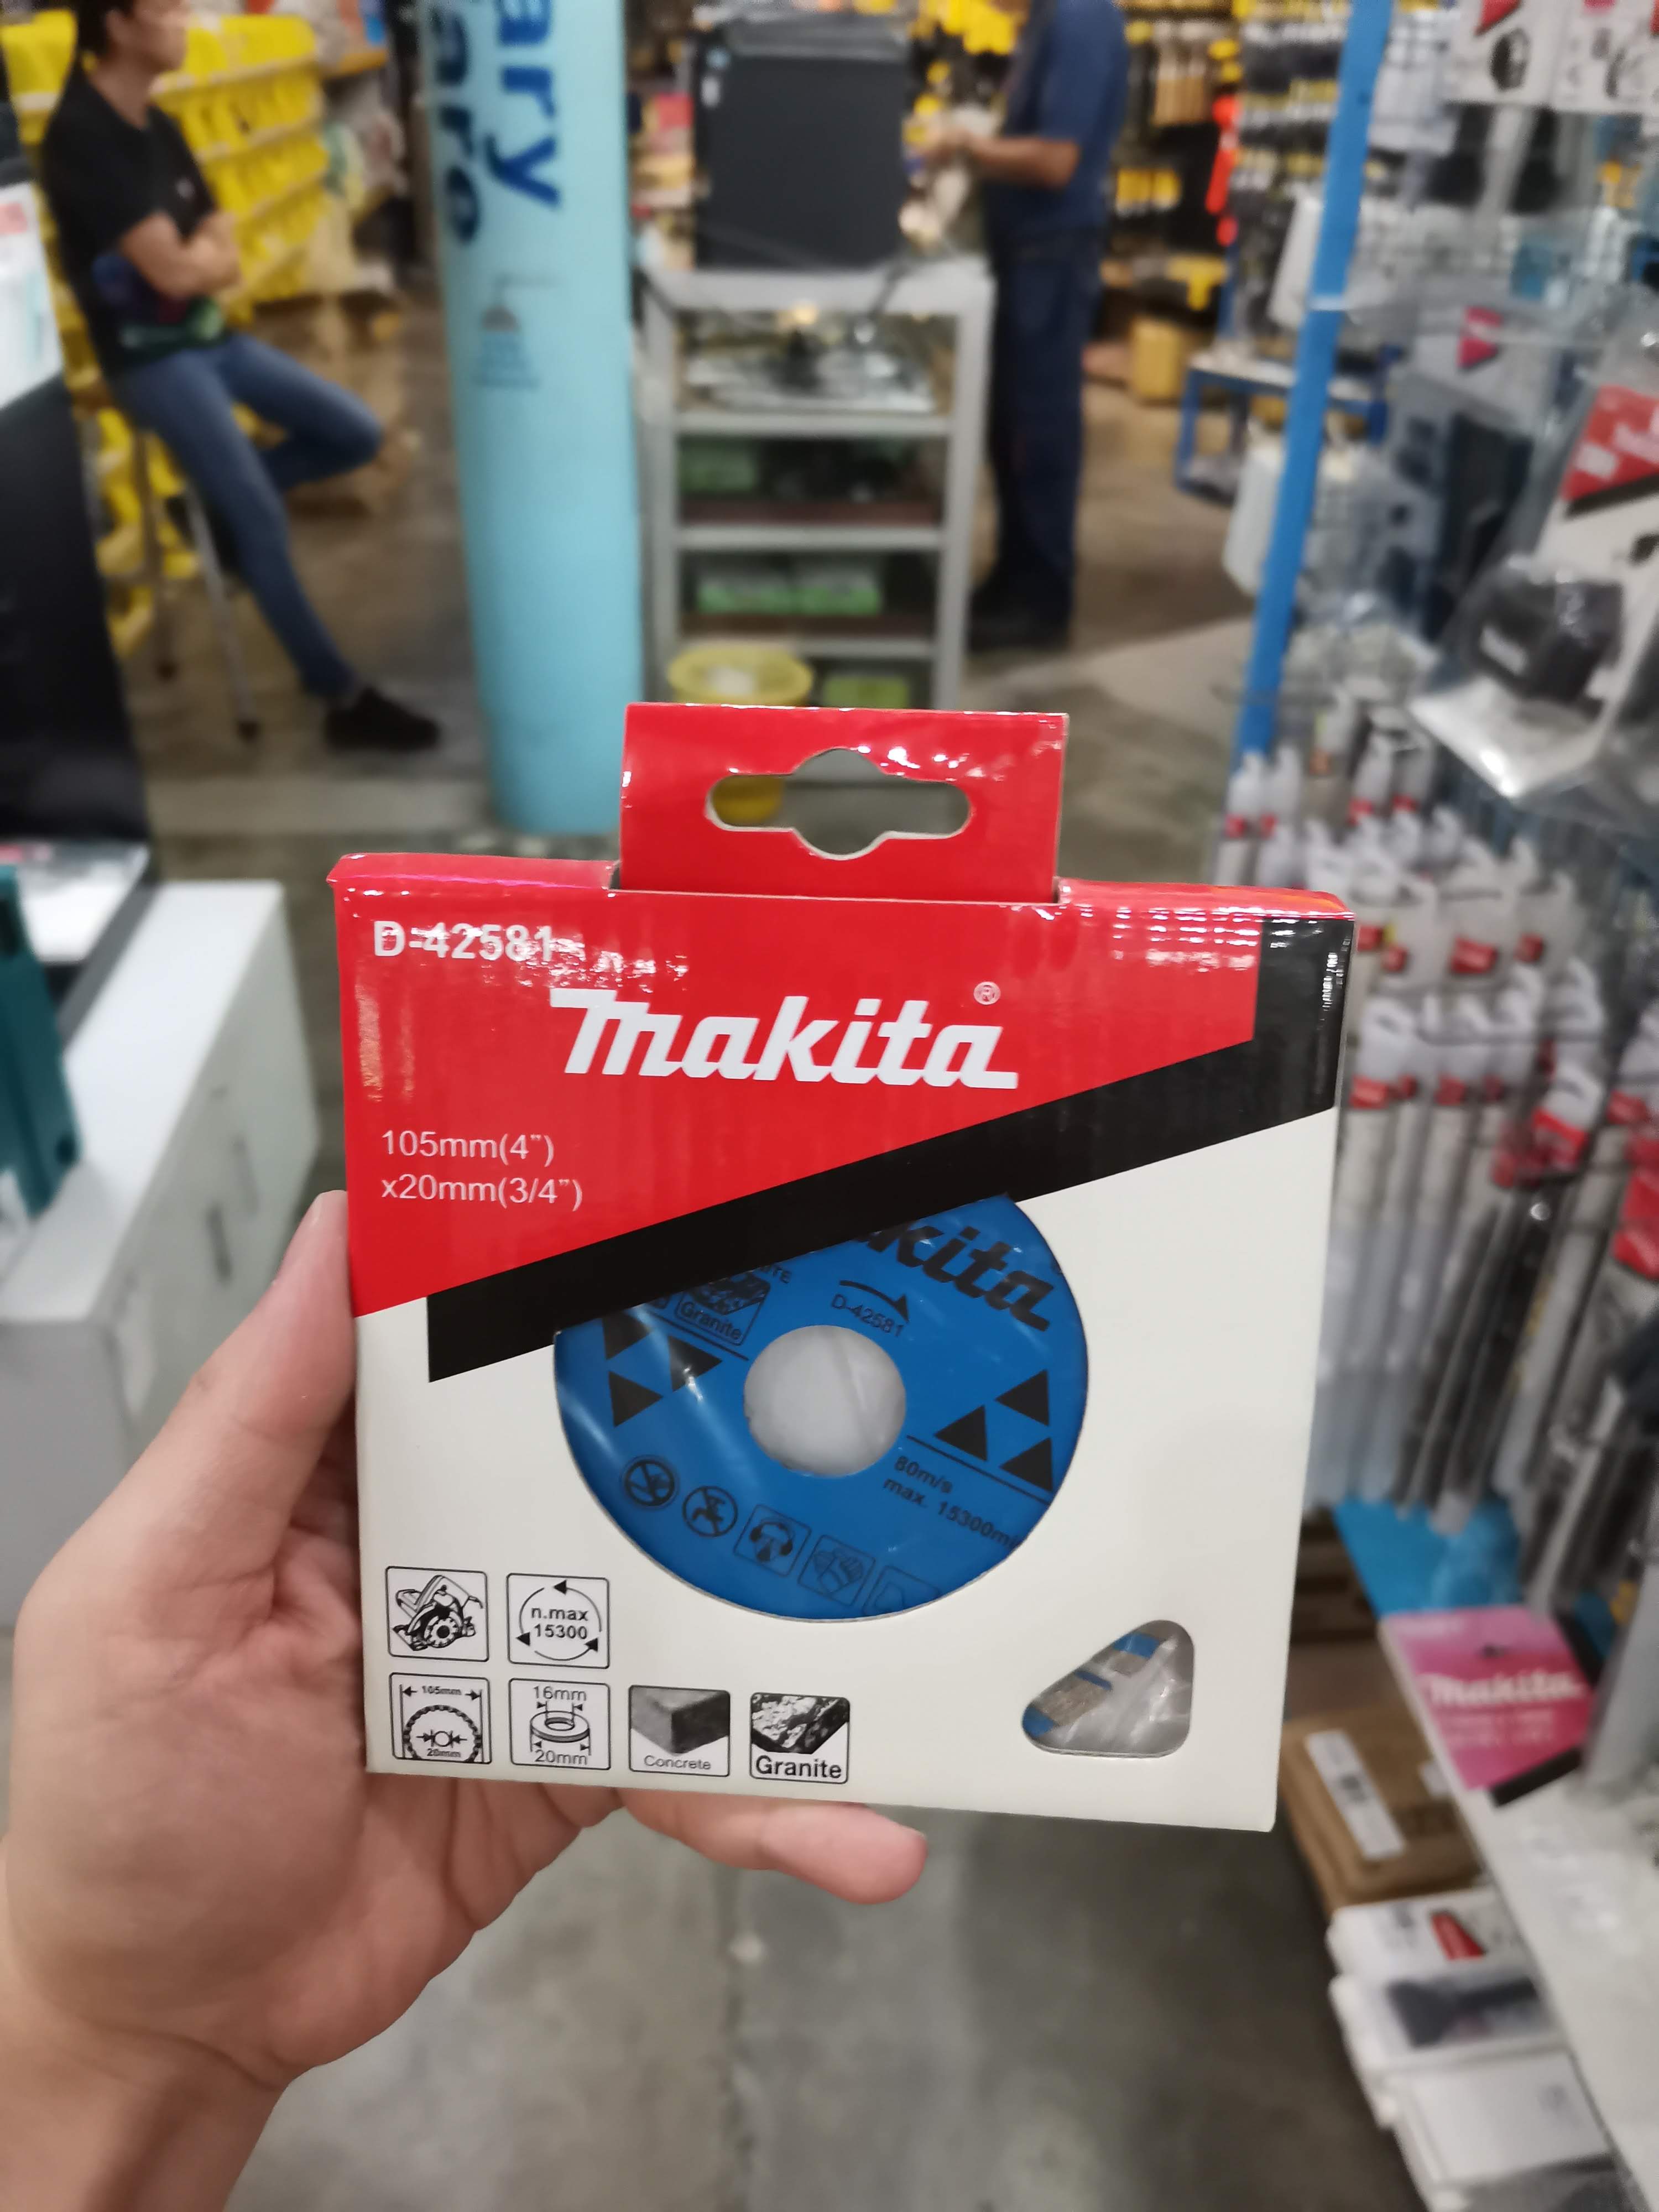 ary
aro
D-42581
makita®
105mm(4")
x20mm(3/4")
makita
Granite
D-42581
80m/s
max. 15300m
n.max
15300
105mm
20mm
16mm
20mm
Concrete
Granite
makita